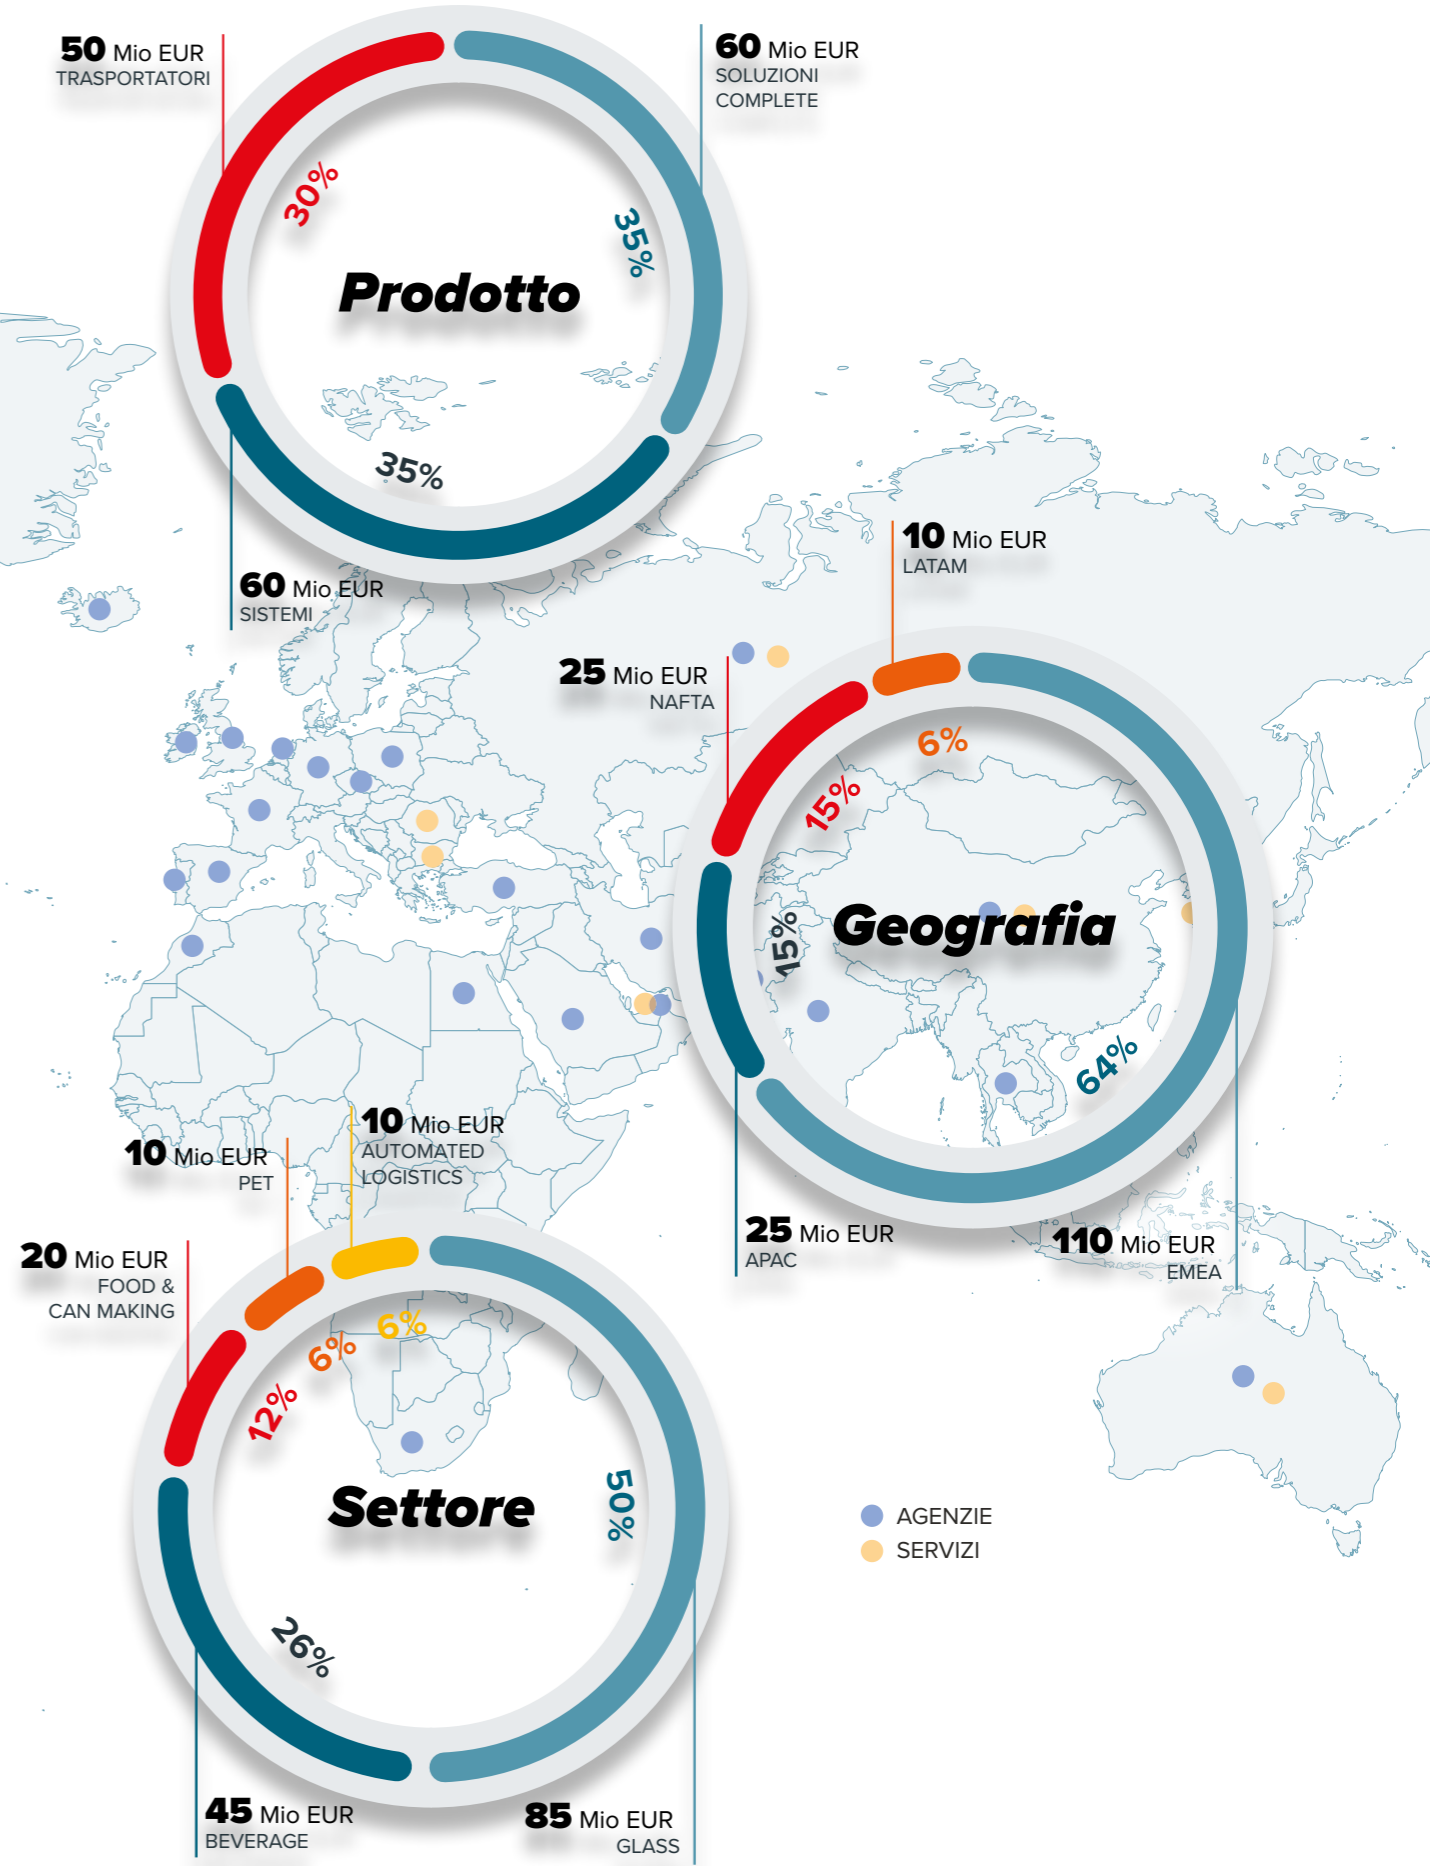 50 Mio EUR
TRASPORTATORI
60 Mio EUR
SOLUZIONI
COMPLETE
30%
35%
Prodotto
35%
60 Mio EUR
SISTEMI
10 Mio EUR
LATAM
25 Mio EUR
NAFTA
6%
15%
15%
Geografia
64%
25 Mio EUR
APAC
110 Mio EUR
EMEA
10 Mio EUR
AUTOMATED
LOGISTICS
10 Mio EUR
PET
20 Mio EUR
FOOD &
CAN MAKING
6%
6%
12%
50%
Settore
26%
45 Mio EUR
BEVERAGE
85 Mio EUR
GLASS
AGENZIE
SERVIZI